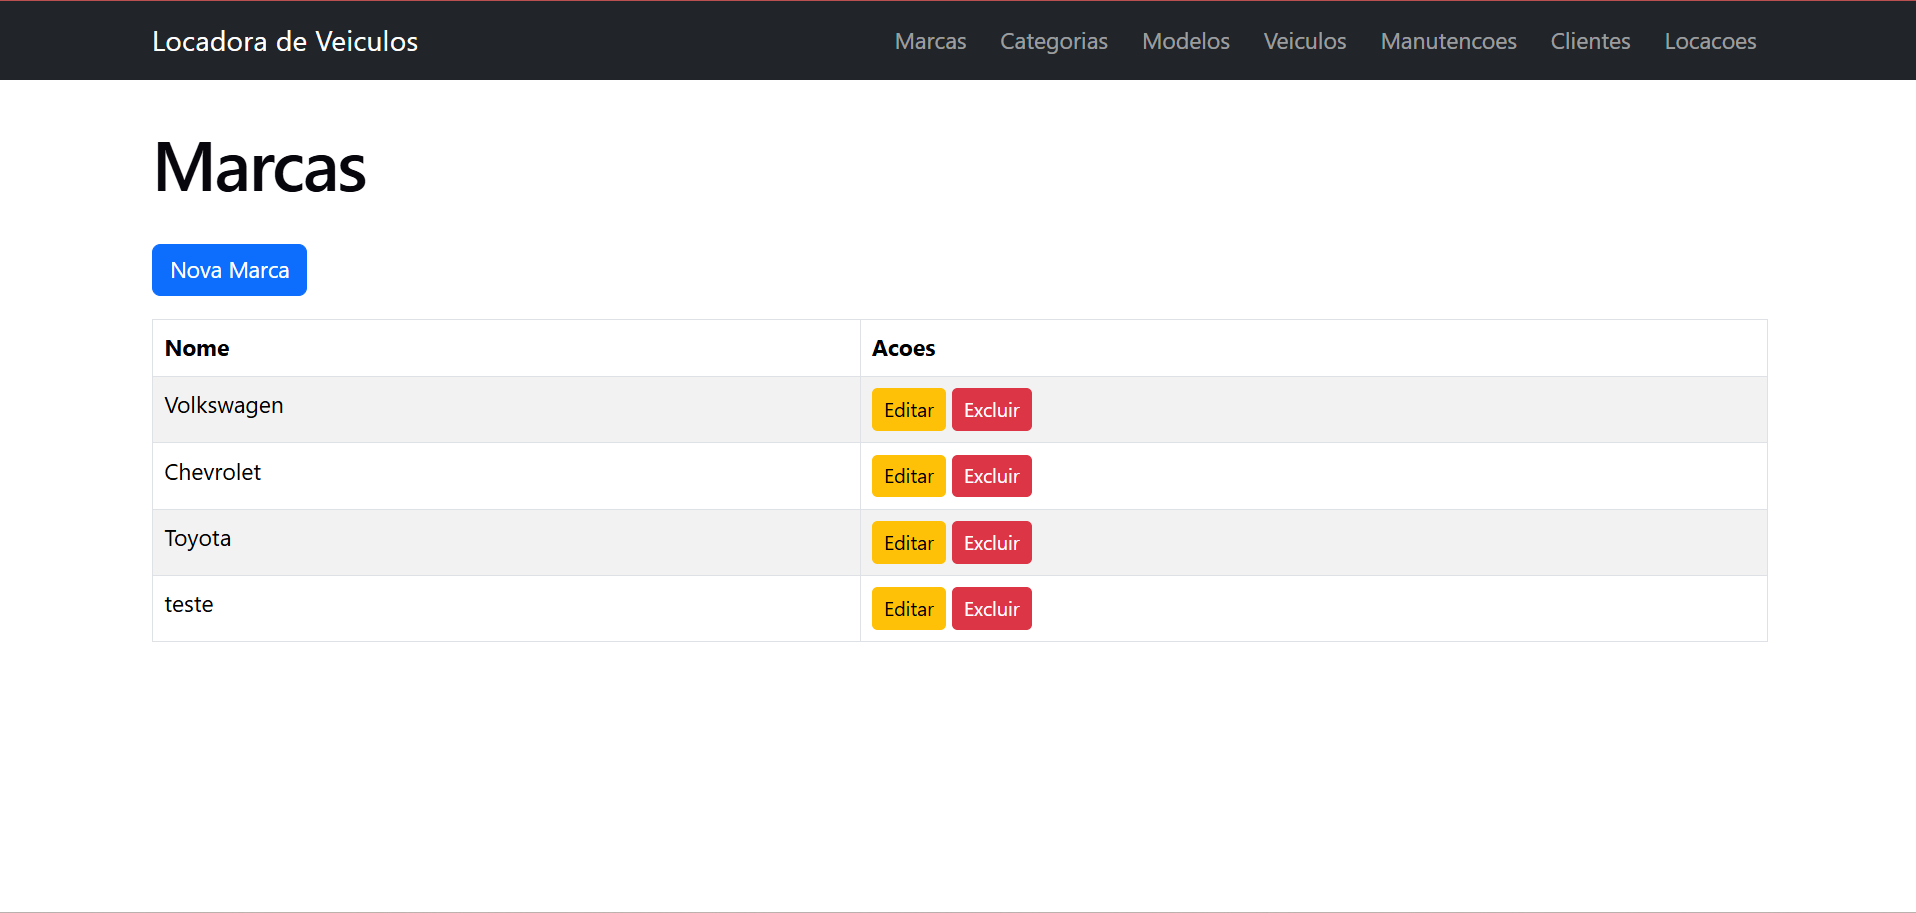 Locadora de Veiculos Marcas Categorias Modelos Veiculos Manutencoes Clientes Locacoes
Marcas
Nova Marca
Nome Acoes
Volkswagen Editar Excluir
Chevrolet Editar Excluir
Toyota Editar Excluir
teste Editar Excluir